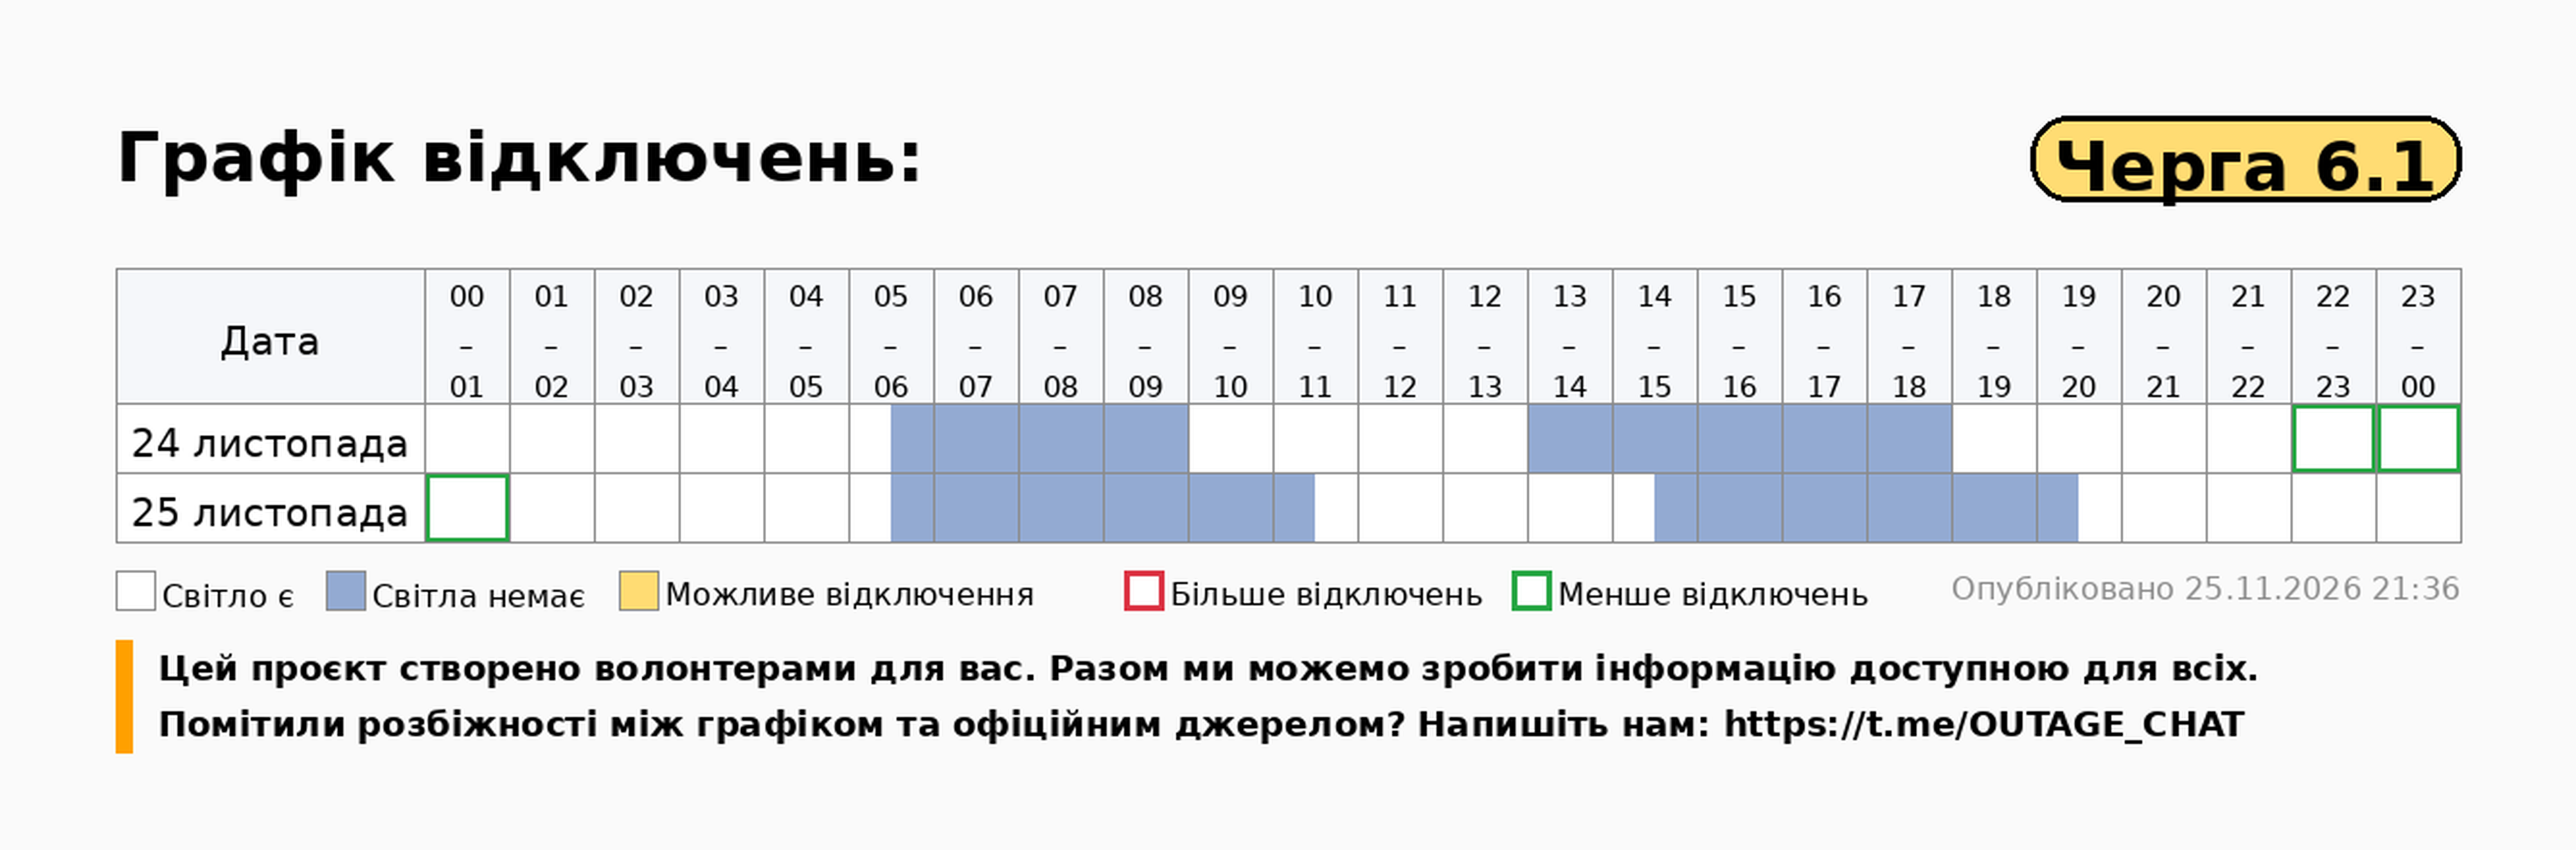 Графік відключень:
Черга 6.1
Дата 00 – 01 01 – 02 02 – 03 03 – 04 04 – 05 05 – 06 06 – 07 07 – 08 08 – 09 09 – 10 10 – 11 11 – 12 12 – 13 13 – 14 14 – 15 15 – 16 16 – 17 17 – 18 18 – 19 19 – 20 20 – 21 21 – 22 22 – 23 23 – 00
24 листопада
25 листопада
Світло є Світла немає Можливе відключення Більше відключень Менше відключень Опубліковано 25.11.2026 21:36
Цей проєкт створено волонтерами для вас. Разом ми можемо зробити інформацію доступною для всіх.
Помітили розбіжності між графіком та офіційним джерелом? Напишіть нам: https://t.me/OUTAGE_CHAT